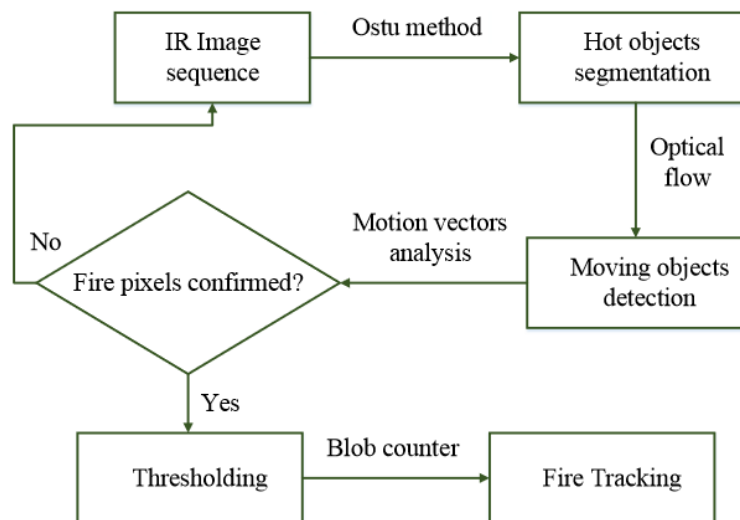 IR Image
sequence
Ostu method
Hot objects
segmentation
Optical
flow
Moving objects
detection
Motion vectors
analysis
Fire pixels confirmed?
No
Yes
Thresholding
Blob counter
Fire Tracking